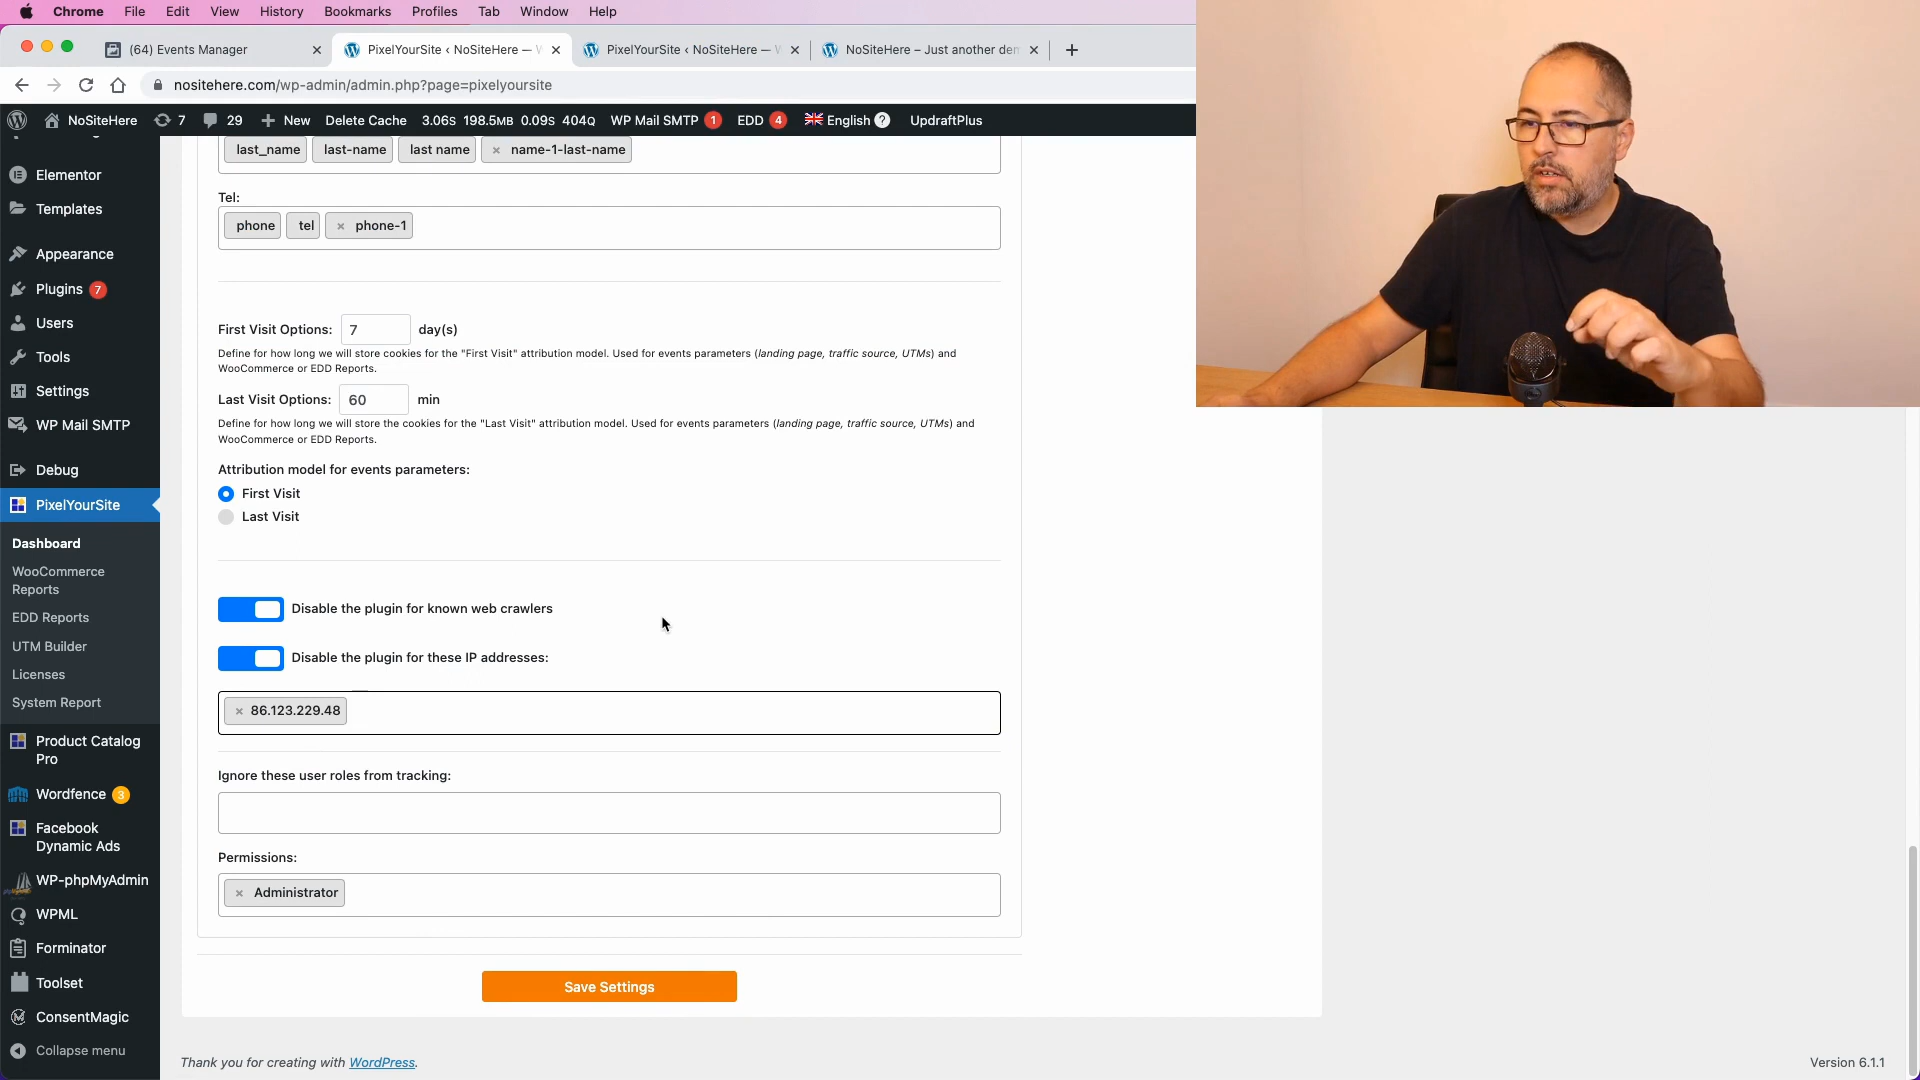 Chrome File Edit View History Bookmarks Profiles Tab Window Help
(64) Events Manager
PixelYourSite ‹ NoSiteHere — W
PixelYourSite ‹ NoSiteHere — W
NoSiteHere – Just another dem
nositehere.com/wp-admin/admin.php?page=pixelyoursite
NoSiteHere 7 29 New Delete Cache 3.06S 198.5MB 0.09S 404Q WP Mail SMTP 1 EDD 4 English ? UpdraftPlus
Elementor
Templates
Appearance
Plugins 7
Users
Tools
Settings
WP Mail SMTP
Debug
PixelYourSite
Dashboard
WooCommerce
Reports
EDD Reports
UTM Builder
Licenses
System Report
Product Catalog
Pro
Wordfence 3
Facebook
Dynamic Ads
WP-phpMyAdmin
WPML
Forminator
Toolset
ConsentMagic
Collapse menu
last_name last-name last name × name-1-last-name
Tel:
phone tel × phone-1
First Visit Options: 7 day(s)
Define for how long we will store cookies for the "First Visit" attribution model. Used for events parameters (landing page, traffic source, UTMs) and
WooCommerce or EDD Reports.
Last Visit Options: 60 min
Define for how long we will store the cookies for the "Last Visit" attribution model. Used for events parameters (landing page, traffic source, UTMs) and
WooCommerce or EDD Reports.
Attribution model for events parameters:
First Visit
Last Visit
Disable the plugin for known web crawlers
Disable the plugin for these IP addresses:
× 86.123.229.48
Ignore these user roles from tracking:
Permissions:
× Administrator
Save Settings
Thank you for creating with WordPress.
Version 6.1.1